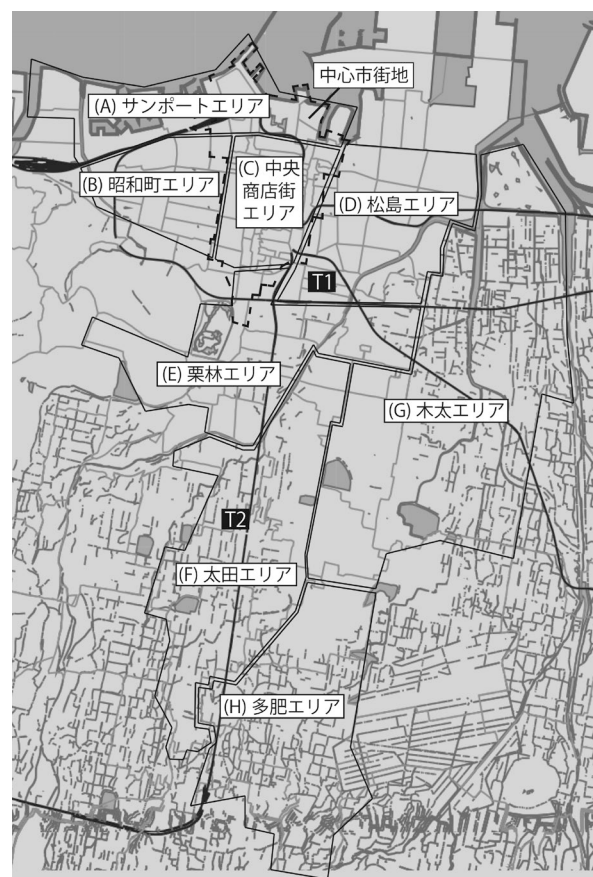 中心市街地
(A) サンポートエリア
(B) 昭和町エリア
(C) 中央
商店街
エリア
(D) 松島エリア
T1
(E) 栗林エリア
(G) 木太エリア
T2
(F) 太田エリア
(H) 多肥エリア